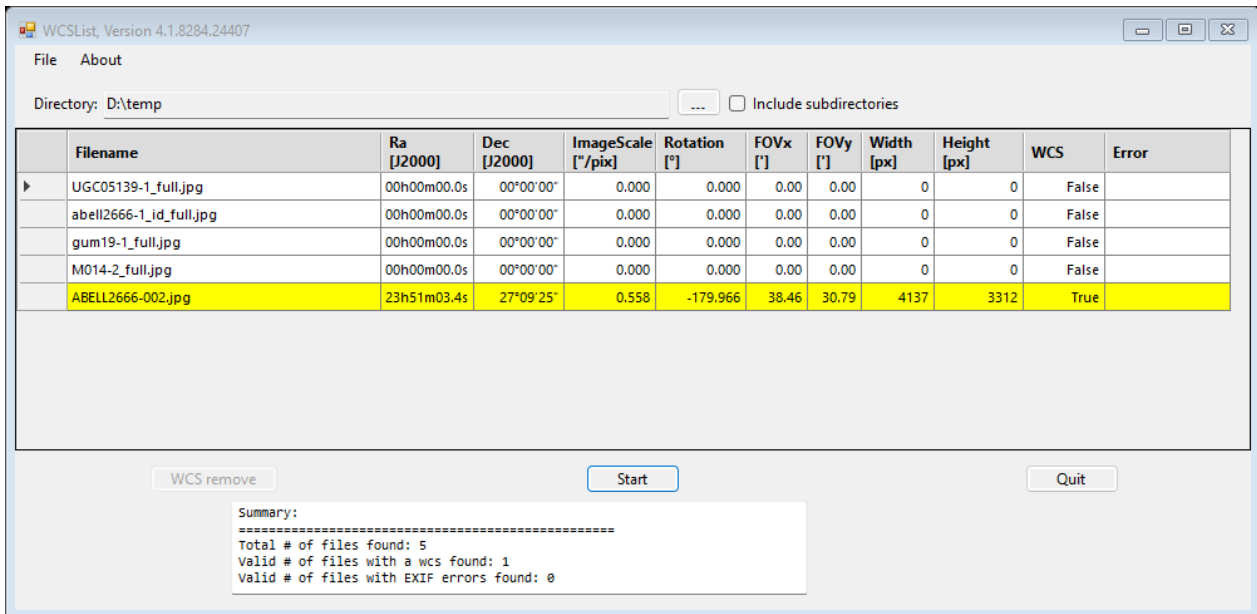 WCSList, Version 4.1.8284.24407
File About
Directory: D:\temp ... Include subdirectories
Filename Ra [J2000] Dec [J2000] ImageScale ["/pix] Rotation [°] FOVx ['] FOVy ['] Width [px] Height [px] WCS Error
UGC05139-1_full.jpg 00h00m00.0s 00°00'00" 0.000 0.000 0.00 0.00 0 0 False
abell2666-1_id_full.jpg 00h00m00.0s 00°00'00" 0.000 0.000 0.00 0.00 0 0 False
gum19-1_full.jpg 00h00m00.0s 00°00'00" 0.000 0.000 0.00 0.00 0 0 False
M014-2_full.jpg 00h00m00.0s 00°00'00" 0.000 0.000 0.00 0.00 0 0 False
ABELL2666-002.jpg 23h51m03.4s 27°09'25" 0.558 -179.966 38.46 30.79 4137 3312 True
WCS remove Start Quit
Summary:
==================================================
Total # of files found: 5
Valid # of files with a wcs found: 1
Valid # of files with EXIF errors found: 0